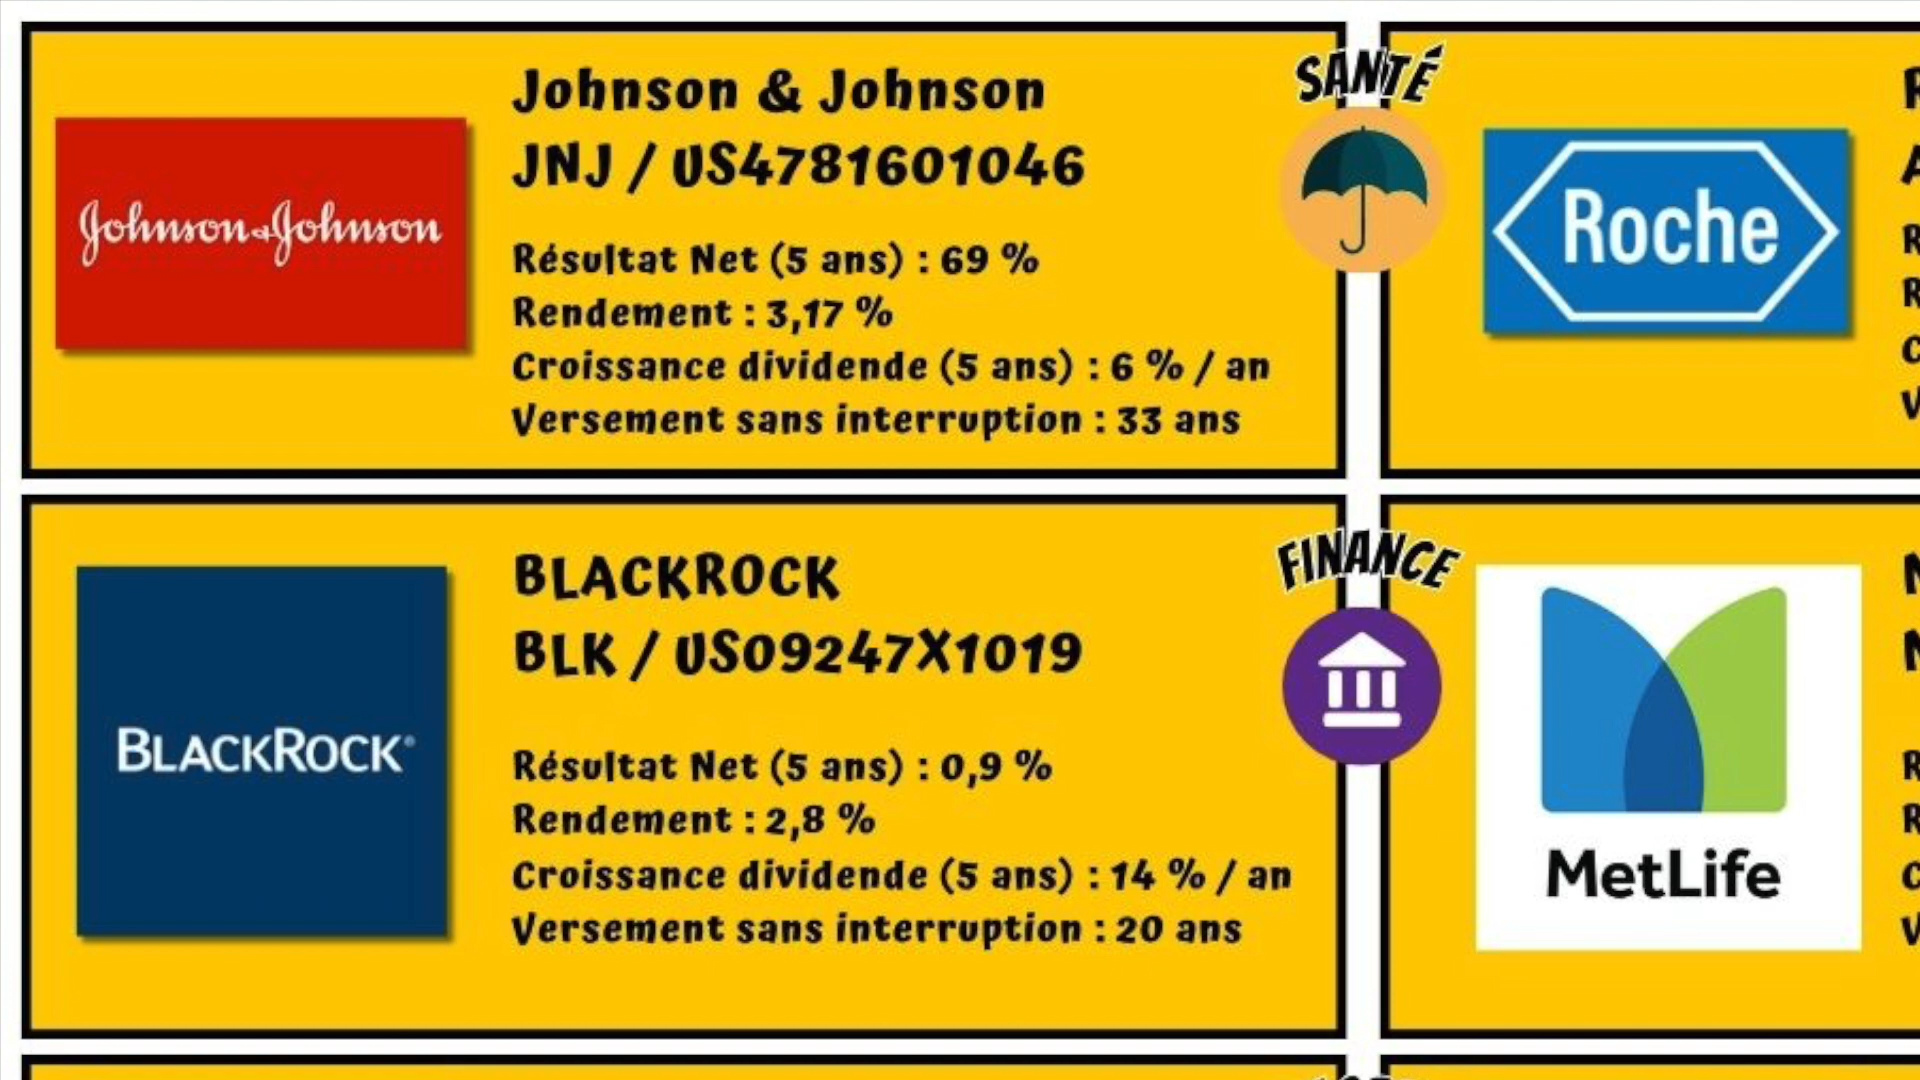 Johnson & Johnson
JNJ / US4781601046
Johnson & Johnson
Résultat Net (5 ans) : 69 %
Rendement : 3,17 %
Croissance dividende (5 ans) : 6 % / an
Versement sans interruption : 33 ans
SANTÉ
Roche
BLACKROCK
BLK / US09247X1019
BLACKROCK®
Résultat Net (5 ans) : 0,9 %
Rendement : 2,8 %
Croissance dividende (5 ans) : 14 % / an
Versement sans interruption : 20 ans
FINANCE
MetLife